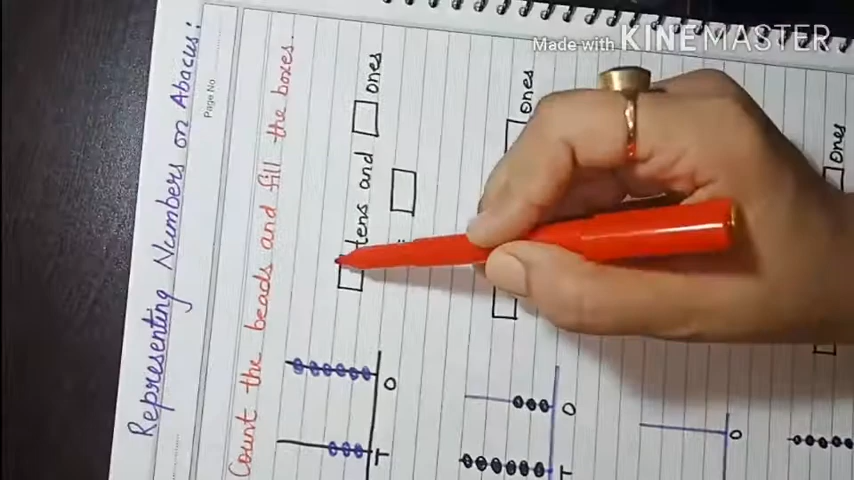 Made with KINEMASTER
Page No
Representing Numbers on Abacus:
Count the beads and fill the boxes.
tens and ones
T O
ones
T O
ones
O